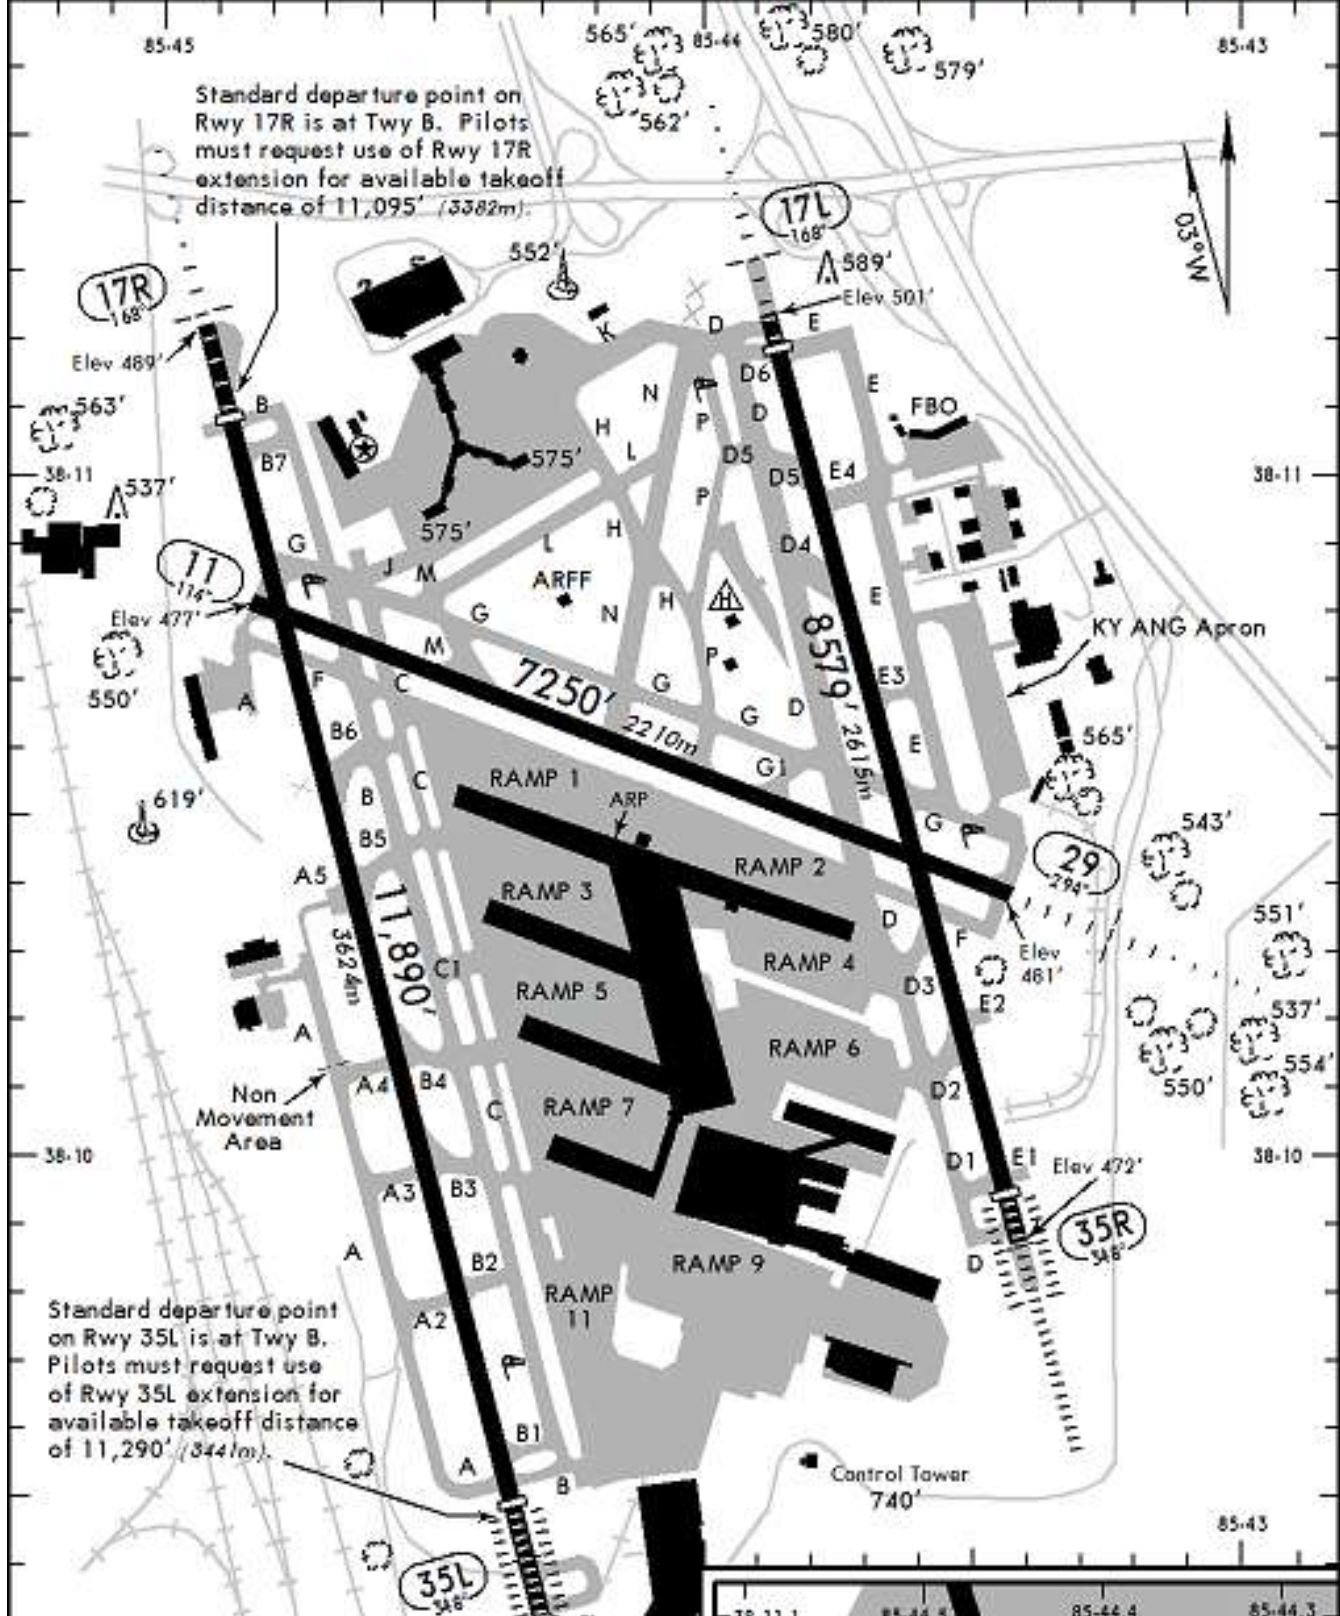 85-45
565'
85-44
580'
579'
85-43
562'
Standard departure point on
Rwy 17R is at Twy B. Pilots
must request use of Rwy 17R
extension for available takeoff
distance of 11,095' (3382m).
17L
168°
03°W
552'
589'
Elev 501'
17R
168°
Elev 489'
K
D
E
563'
B
N
P
D6
D
E
FBO
H
L
D5
38-11
B7
575'
D5
E4
38-11
537'
575'
P
G
L
H
D4
11
114°
J
M
ARFF
Elev 477'
G
N
H
H
E
8579'
2615m
KY ANG Apron
M
P
550'
A
F
C
7250'
2210m
G
G
D
E3
B6
E
565'
619'
B
C
RAMP 1
G1
ARP
G
543'
B5
A5
RAMP 2
29
294°
RAMP 3
11,890'
3624m
D
F
551'
Elev
461'
C1
RAMP 4
D3
E2
RAMP 5
537'
A
RAMP 6
554'
550'
Non
Movement
Area
A4
B4
D2
C
RAMP 7
38-10
D1
E1
Elev 472'
38-10
A3
B3
35R
348°
A
B2
RAMP 9
D
RAMP
11
Standard departure point
on Rwy 35L is at Twy B.
Pilots must request use
of Rwy 35L extension for
available takeoff distance
of 11,290' (3441m).
A2
B1
A
B
Control Tower
740'
85-43
35L
348°
85-44.4